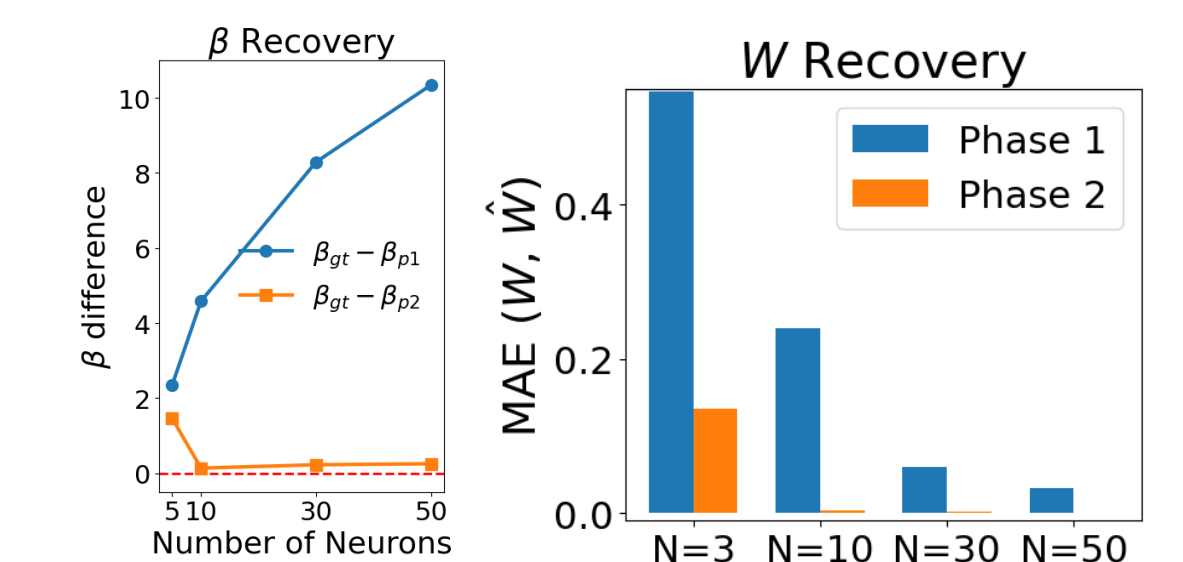 β Recovery
10
8
6
4
2
0
β difference
β_gt − β_p1
β_gt − β_p2
5 10 30 50
Number of Neurons
W Recovery
Phase 1
Phase 2
0.4
0.2
0.0
MAE (W, Ŵ)
N=3 N=10 N=30 N=50